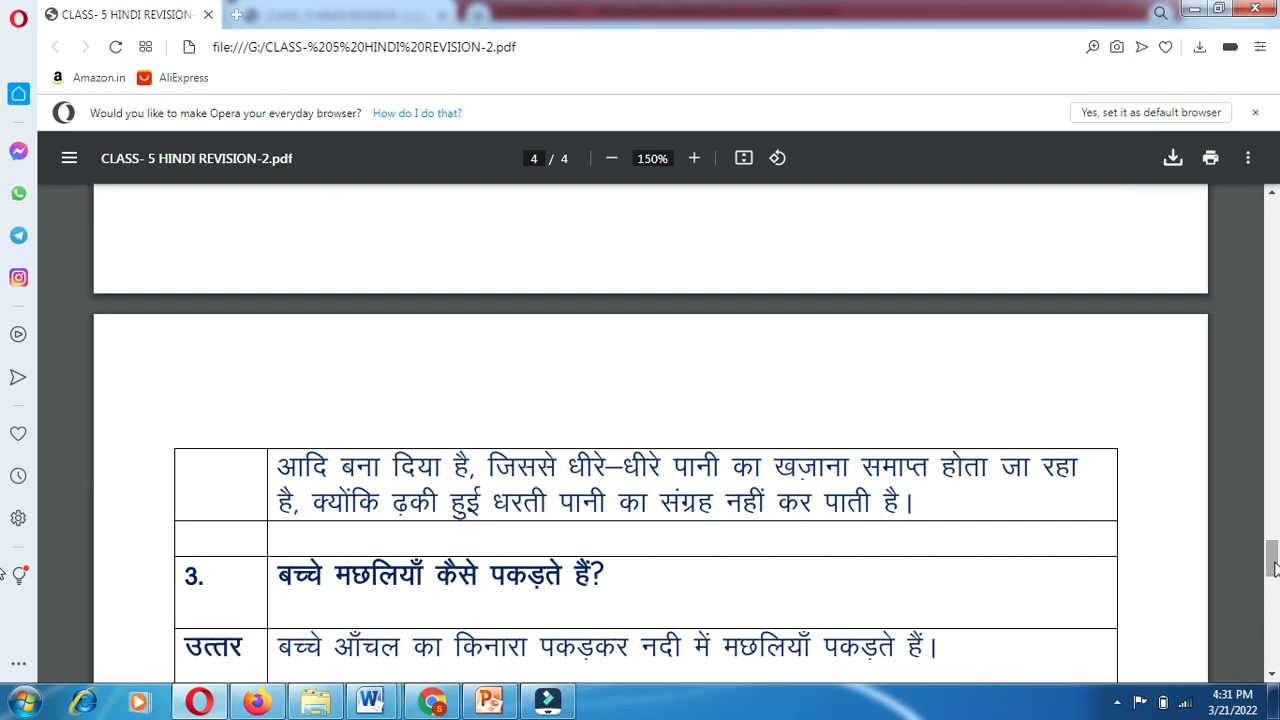 CLASS- 5 HINDI REVISION-2.pdf
file:///G:/CLASS-%205%20HINDI%20REVISION-2.pdf
Amazon.in AliExpress
Would you like to make Opera your everyday browser? How do I do that? Yes, set it as default browser
CLASS- 5 HINDI REVISION-2.pdf 4 / 4 150%
आदि बना दिया है, जिससे धीरे–धीरे पानी का खज़ाना समाप्त होता जा रहा
है, क्योंकि ढ़की हुई धरती पानी का संग्रह नहीं कर पाती है।
3. बच्चे मछलियाँ कैसे पकड़ते हैं?
उत्तर बच्चे आँचल का किनारा पकड़कर नदी में मछलियाँ पकड़ते हैं।
4:31 PM
3/21/2022